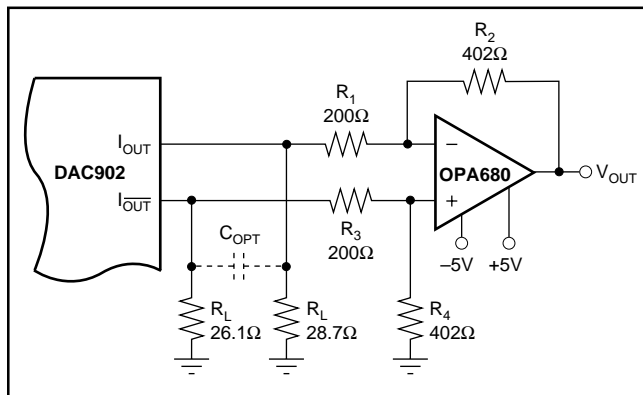 R2
402Ω
R1
200Ω
IOUT
DAC902
–
OPA680
+
VOUT
I̅O̅U̅T̅
R3
200Ω
COPT
–5V
+5V
RL
26.1Ω
RL
28.7Ω
R4
402Ω